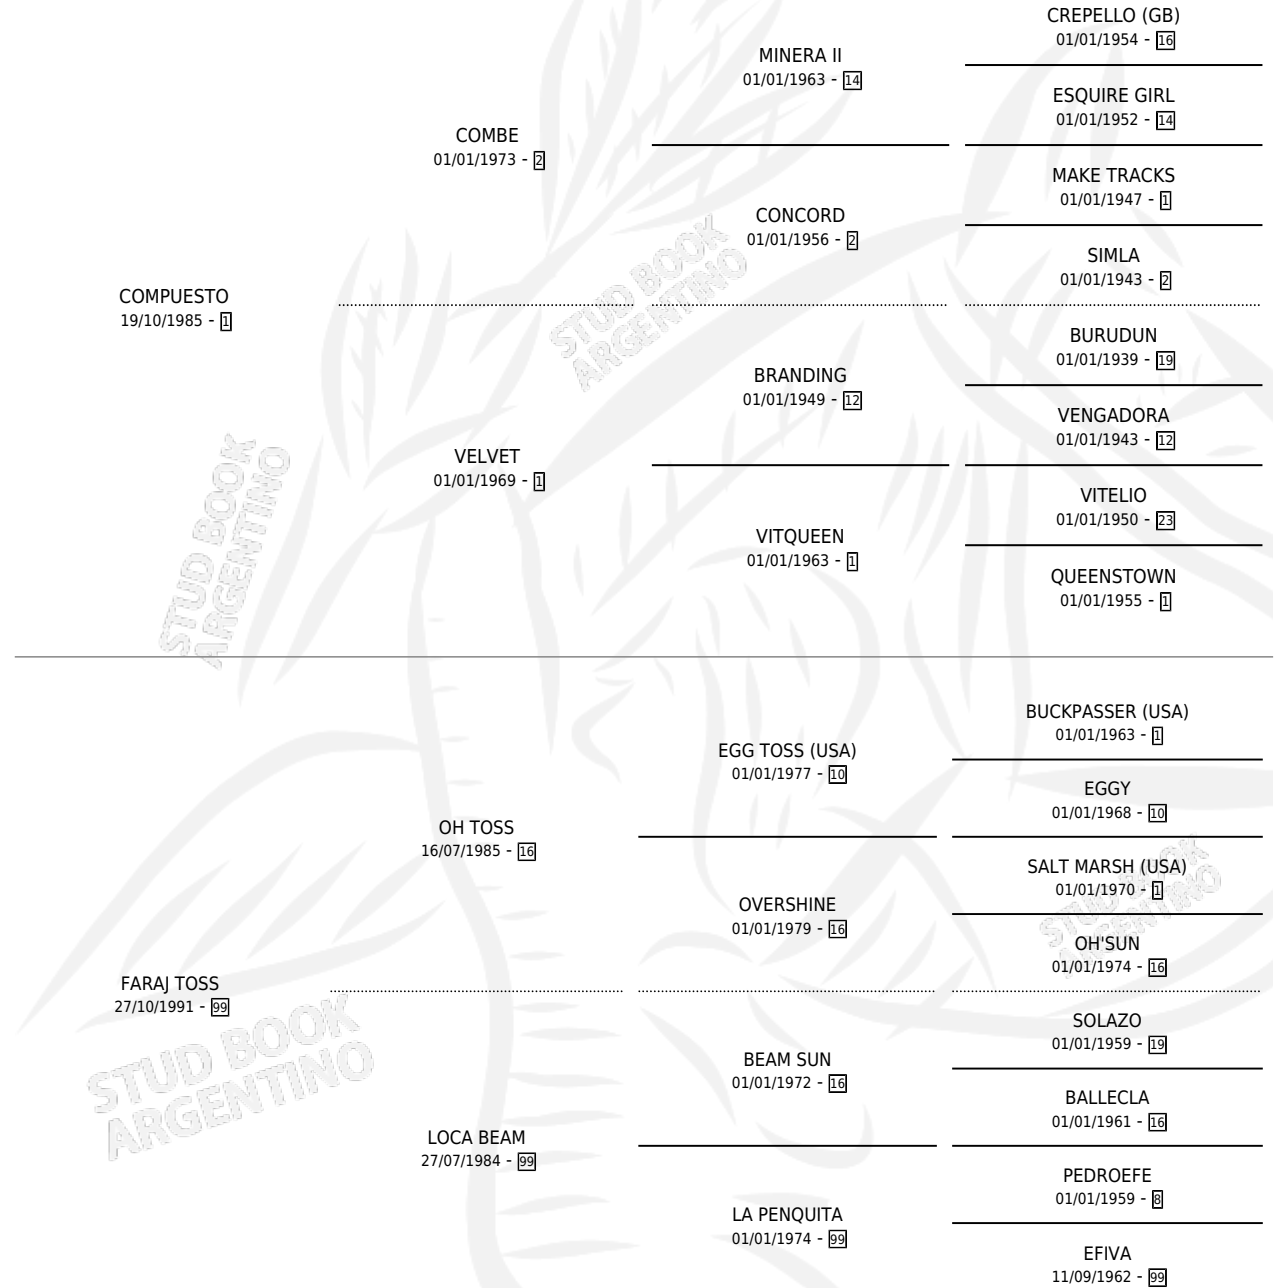 CREPELLO (GB)
01/01/1954 - 16
MINERA II
01/01/1963 - 14
ESQUIRE GIRL
01/01/1952 - 14
COMBE
01/01/1973 - 2
MAKE TRACKS
01/01/1947 - 1
CONCORD
01/01/1956 - 2
SIMLA
01/01/1943 - 2
COMPUESTO
19/10/1985 - 1
BURUDUN
01/01/1939 - 19
BRANDING
01/01/1949 - 12
VENGADORA
01/01/1943 - 12
VELVET
01/01/1969 - 1
VITELIO
01/01/1950 - 23
VITQUEEN
01/01/1963 - 1
QUEENSTOWN
01/01/1955 - 1
STUD BOOK
ARGENTINO
STUD BOOK
ARGENTINO
BUCKPASSER (USA)
01/01/1963 - 1
EGG TOSS (USA)
01/01/1977 - 10
EGGY
01/01/1968 - 10
OH TOSS
16/07/1985 - 16
SALT MARSH (USA)
01/01/1970 - 1
OVERSHINE
01/01/1979 - 16
OH'SUN
01/01/1974 - 16
STUD BOOK
ARGENTINO
FARAJ TOSS
27/10/1991 - 99
SOLAZO
01/01/1959 - 19
BEAM SUN
01/01/1972 - 16
BALLECLA
01/01/1961 - 16
LOCA BEAM
27/07/1984 - 99
PEDROEFE
01/01/1959 - 8
LA PENQUITA
01/01/1974 - 99
EFIVA
11/09/1962 - 99
STUD BOOK
ARGENTINO